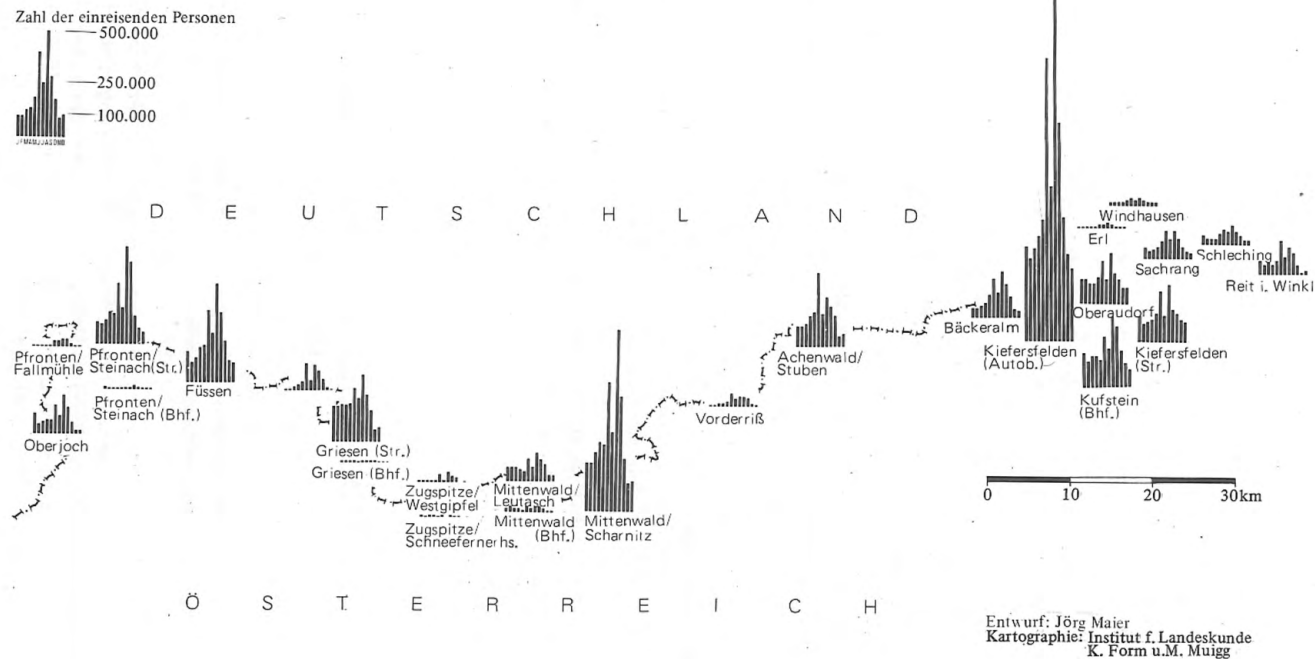 Zahl der einreisenden Personen
500.000
250.000
100.000
JFMAMJJASOND
DEUTSCHLAND
Windhausen
Erl
Schleching
Sachrang
Reit i. Winkl
Oberaudorf
Bäckeralm
Kiefersfelden
(Autob.)
Kiefersfelden
(Str.)
Kufstein
(Bhf.)
Pfronten/
Fallmühle
Pfronten/
Steinach(Str.)
Füssen
Pfronten/
Steinach (Bhf.)
Oberjoch
Achenwald/
Stuben
Vorderriß
Griesen (Str.)
Griesen (Bhf.)
Zugspitze/
Westgipfel
Zugspitze/
Schneefernerhs.
Mittenwald/
Leutasch
Mittenwald
(Bhf.)
Mittenwald/
Scharnitz
0 10 20 30km
ÖSTERREICH
Entwurf: Jörg Maier
Kartographie: Institut f. Landeskunde
K. Form u.M. Muigg